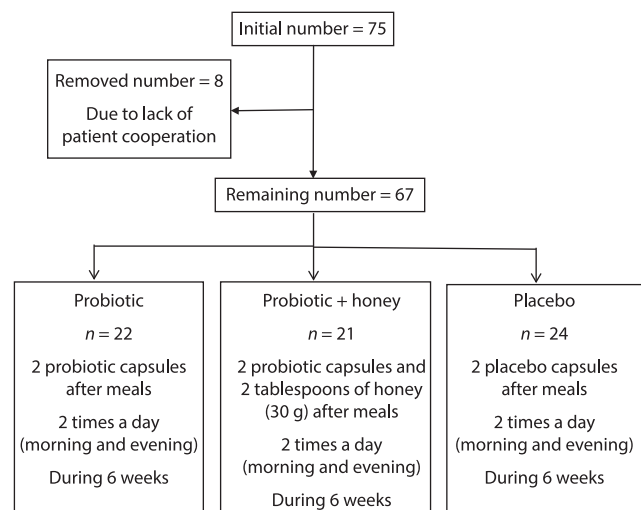 Initial number = 75
Removed number = 8
Due to lack of
patient cooperation
Remaining number = 67
Probiotic
n = 22
2 probiotic capsules
after meals
2 times a day
(morning and evening)
During 6 weeks
Probiotic + honey
n = 21
2 probiotic capsules and
2 tablespoons of honey
(30 g) after meals
2 times a day
(morning and evening)
During 6 weeks
Placebo
n = 24
2 placebo capsules
after meals
2 times a day
(morning and evening)
During 6 weeks